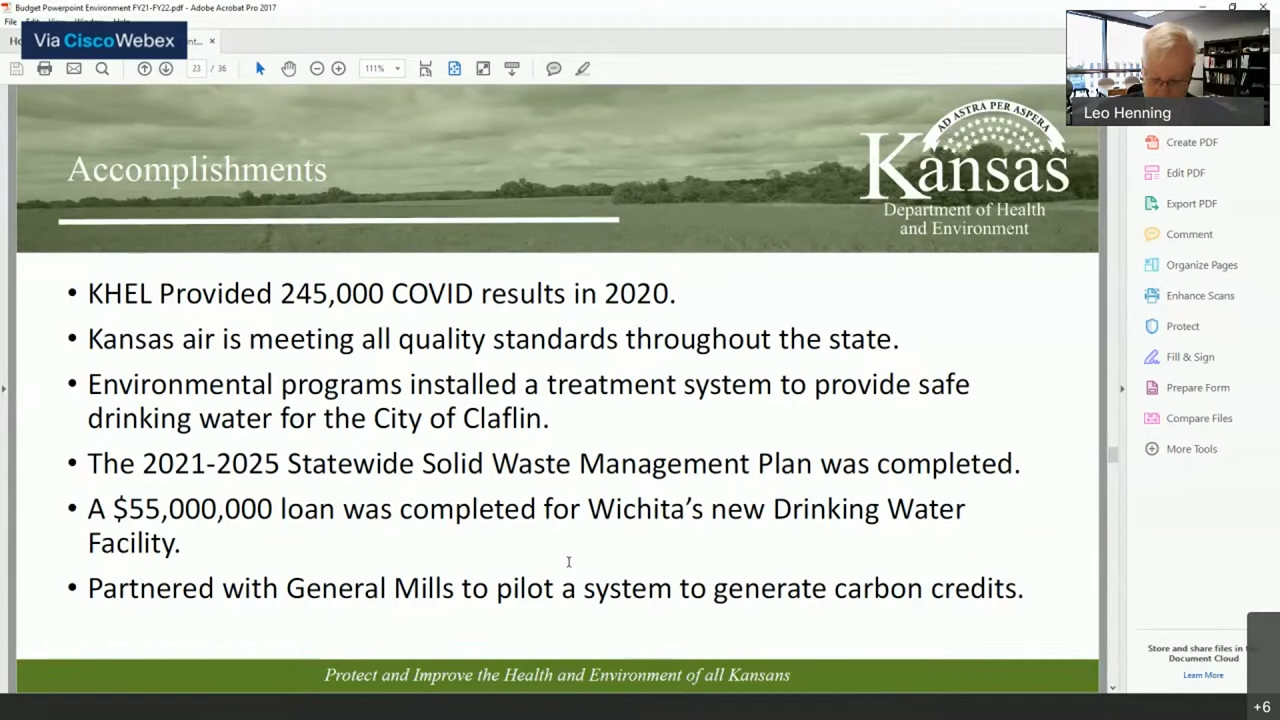 Budget Powerpoint Environment FY21-FY22.pdf - Adobe Acrobat Pro 2017
File Edit View Window Help
Via Cisco Webex
23 / 36
111%
Leo Henning
Accomplishments
AD ASTRA PER ASPERA
Kansas
Department of Health
and Environment
• KHEL Provided 245,000 COVID results in 2020.
• Kansas air is meeting all quality standards throughout the state.
• Environmental programs installed a treatment system to provide safe
drinking water for the City of Claflin.
• The 2021-2025 Statewide Solid Waste Management Plan was completed.
• A $55,000,000 loan was completed for Wichita’s new Drinking Water
Facility.
• Partnered with General Mills to pilot a system to generate carbon credits.
Protect and Improve the Health and Environment of all Kansans
Create PDF
Edit PDF
Export PDF
Comment
Organize Pages
Enhance Scans
Protect
Fill & Sign
Prepare Form
Compare Files
More Tools
Store and share files in
Document Cloud
Learn More
+6